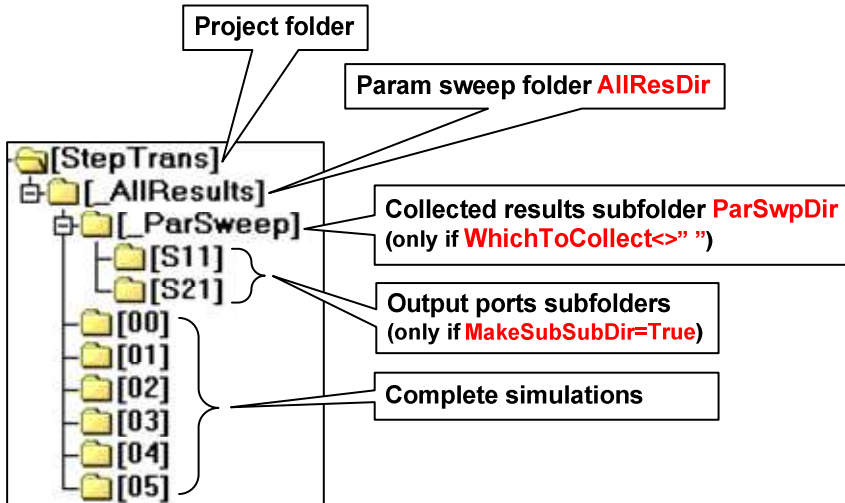 Project folder
Param sweep folder AllResDir
[StepTrans]
[_AllResults]
[_ParSweep]
Collected results subfolder ParSwpDir
(only if WhichToCollect<>” ”)
[S11]
[S21]
Output ports subfolders
(only if MakeSubSubDir=True)
[00]
[01]
[02]
[03]
[04]
[05]
Complete simulations